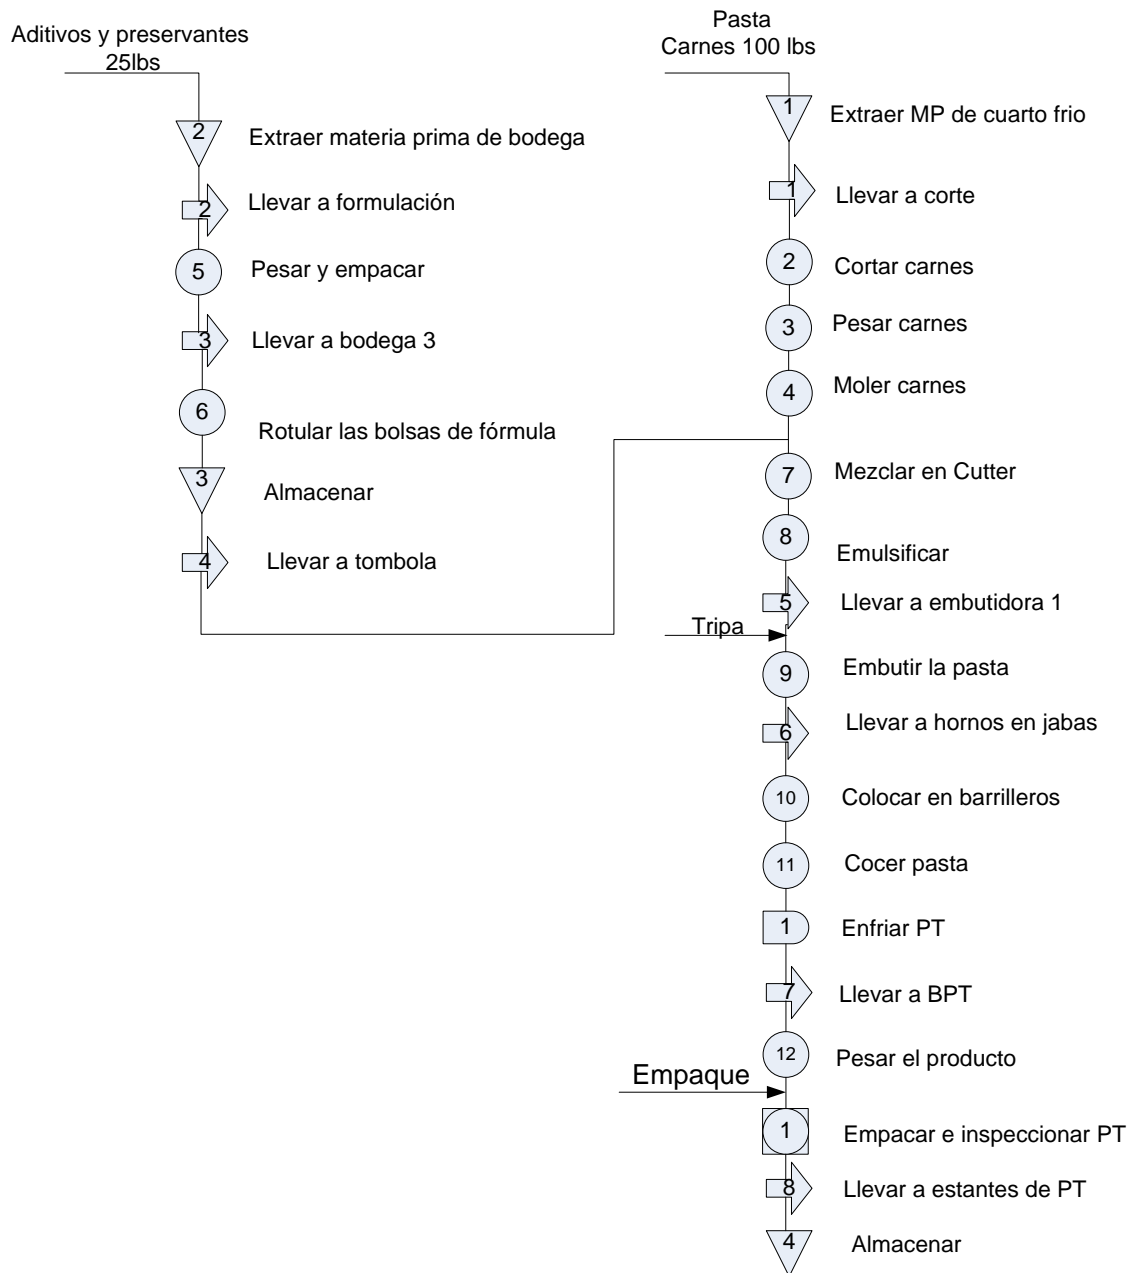 Aditivos y preservantes
25lbs
2
Extraer materia prima de bodega
2
Llevar a formulación
5
Pesar y empacar
3
Llevar a bodega 3
6
Rotular las bolsas de fórmula
3
Almacenar
4
Llevar a tombola
Pasta
Carnes 100 lbs
1
Extraer MP de cuarto frio
1
Llevar a corte
2
Cortar carnes
3
Pesar carnes
4
Moler carnes
7
Mezclar en Cutter
8
Emulsificar
5
Llevar a embutidora 1
Tripa
9
Embutir la pasta
6
Llevar a hornos en jabas
10
Colocar en barrilleros
11
Cocer pasta
1
Enfriar PT
7
Llevar a BPT
12
Pesar el producto
Empaque
1
Empacar e inspeccionar PT
8
Llevar a estantes de PT
4
Almacenar